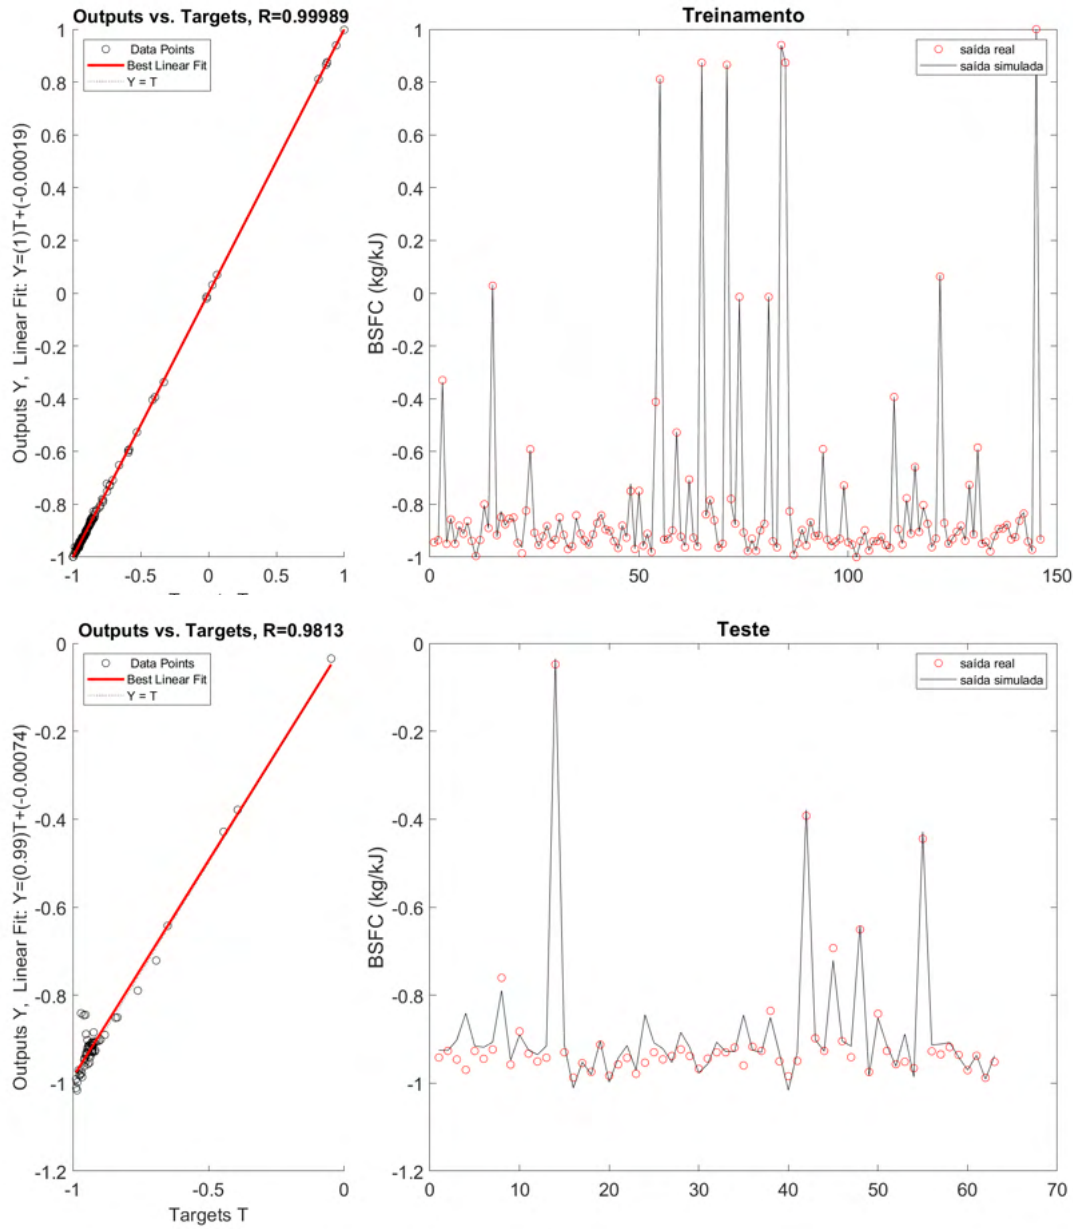 Outputs vs. Targets, R=0.99989
Data Points
Best Linear Fit
Y = T
Outputs Y, Linear Fit: Y=(1)T+(-0.00019)
1
0.8
0.6
0.4
0.2
0
-0.2
-0.4
-0.6
-0.8
-1
-1 -0.5 0 0.5 1
Treinamento
saída real
saída simulada
BSFC (kg/kJ)
1
0.8
0.6
0.4
0.2
0
-0.2
-0.4
-0.6
-0.8
-1
0 50 100 150
Outputs vs. Targets, R=0.9813
Data Points
Best Linear Fit
Y = T
Outputs Y, Linear Fit: Y=(0.99)T+(-0.00074)
0
-0.2
-0.4
-0.6
-0.8
-1
-1.2
-1 -0.5 0
Targets T
Teste
saída real
saída simulada
BSFC (kg/kJ)
0
-0.2
-0.4
-0.6
-0.8
-1
-1.2
0 10 20 30 40 50 60 70